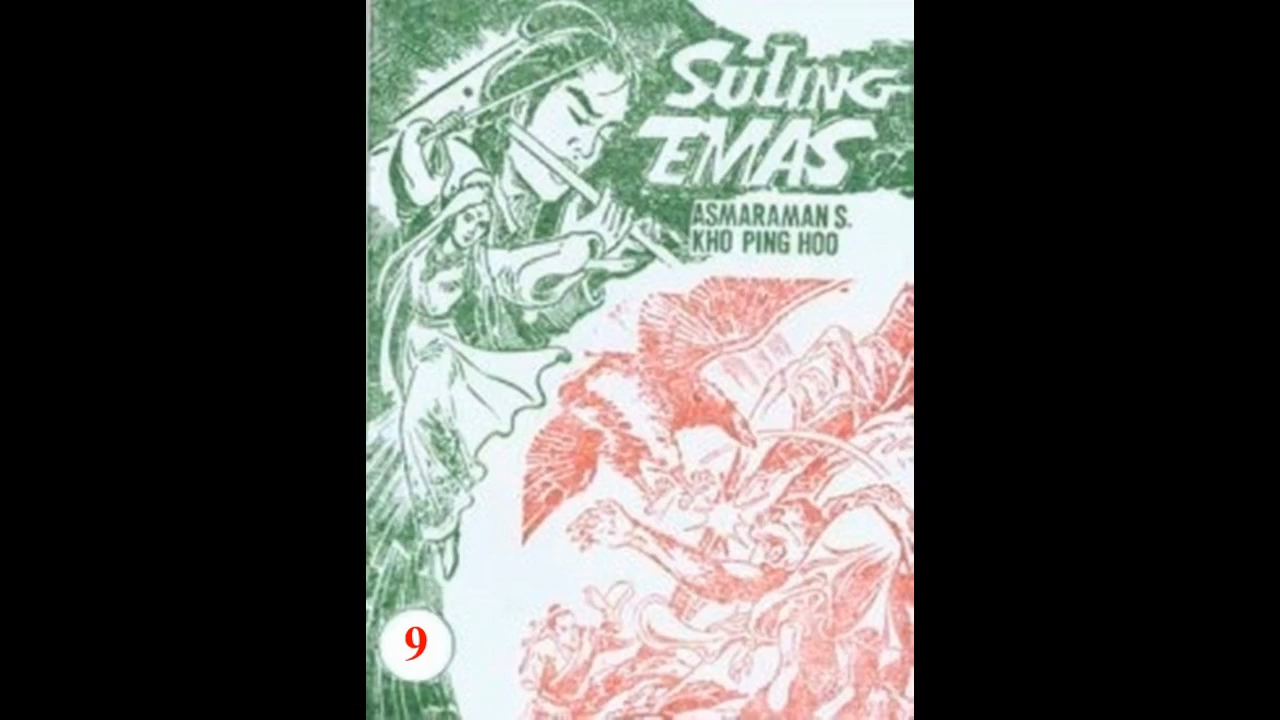 SULING
EMAS
ASMARAMAN S.
KHO PING HOO
9